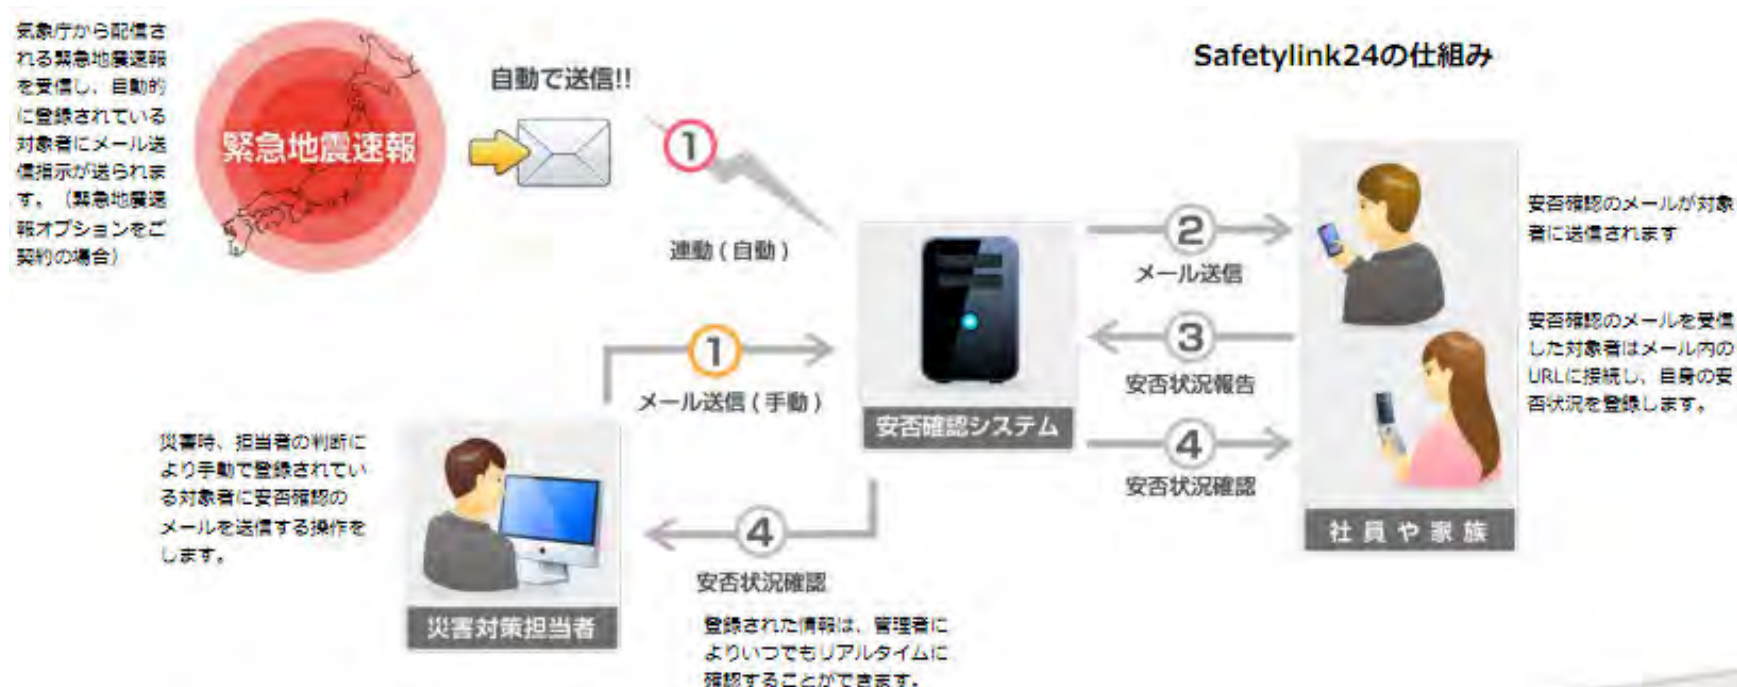 Safetylink24の仕組み
気象庁から配信さ
れる緊急地震速報
を受信し、自動的
に登録されている
対象者にメール送
信指示が送られま
す。（緊急地震速
報オプションをご
契約の場合）
緊急地震速報
自動で送信!!
1
連動 ( 自動 )
1
メール送信 ( 手動 )
安否確認システム
2
メール送信
3
安否状況報告
4
安否状況確認
社員や家族
安否確認のメールが対象
者に送信されます
安否確認のメールを受信
した対象者はメール内の
URLに接続し、自身の安
否状況を登録します。
災害時、担当者の判断に
より手動で登録されてい
る対象者に安否確認の
メールを送信する操作を
します。
災害対策担当者
4
安否状況確認
登録された情報は、管理者に
よりいつでもリアルタイムに
確認することができます。